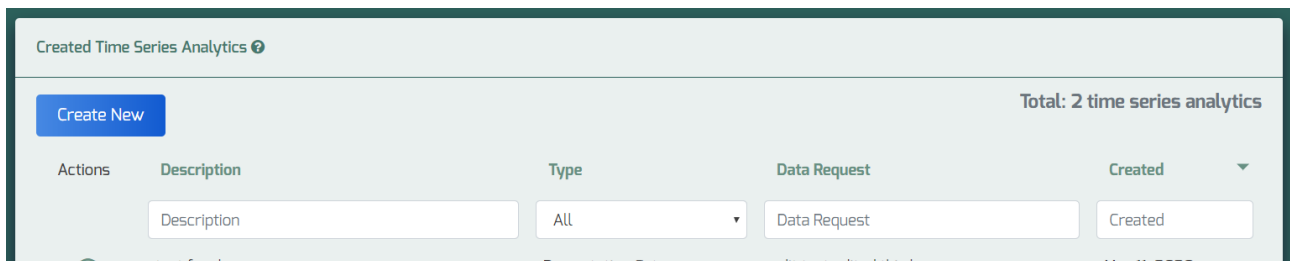 Created Time Series Analytics
Create New
Total: 2 time series analytics
Actions Description Type Data Request Created
Description All Data Request Created